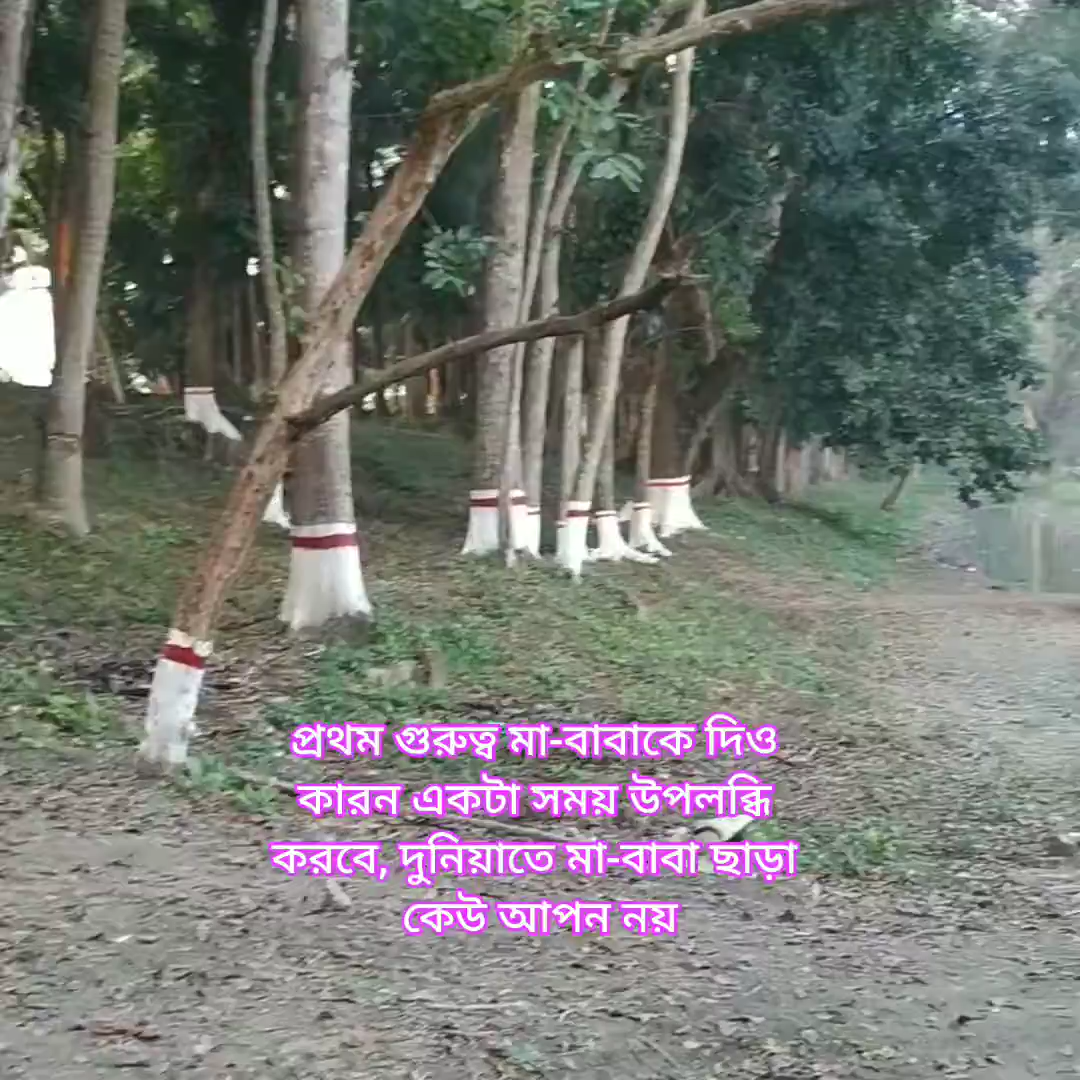 প্রথম গুরুত্ব মা-বাবাকে দিও
কারন একটা সময় উপলব্ধি
করবে, দুনিয়াতে মা-বাবা ছাড়া
কেউ আপন নয়